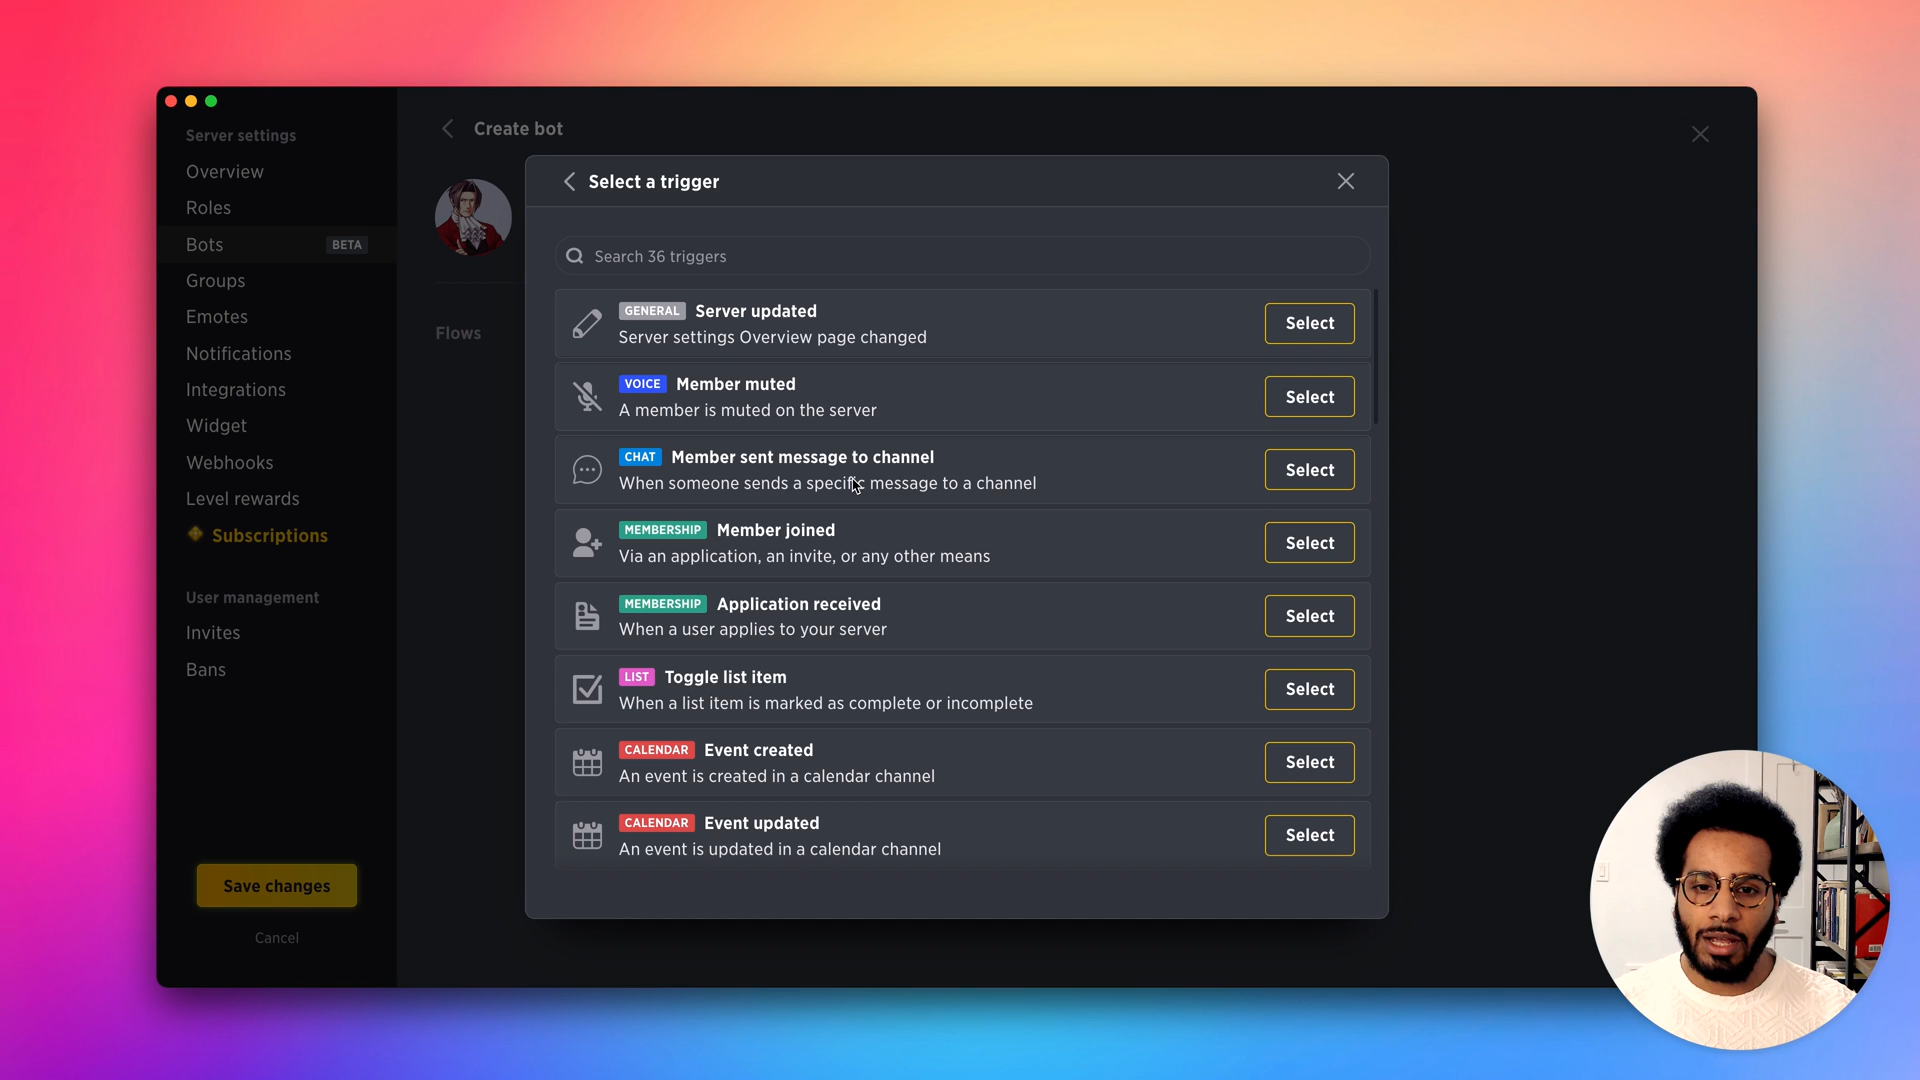 Server settings
Overview
Roles
Bots BETA
Groups
Emotes
Notifications
Integrations
Widget
Webhooks
Level rewards
Subscriptions
User management
Invites
Bans
Save changes
Cancel
Create bot
Flows
Select a trigger
Search 36 triggers
GENERAL Server updated
Server settings Overview page changed
Select
VOICE Member muted
A member is muted on the server
Select
CHAT Member sent message to channel
When someone sends a specific message to a channel
Select
MEMBERSHIP Member joined
Via an application, an invite, or any other means
Select
MEMBERSHIP Application received
When a user applies to your server
Select
LIST Toggle list item
When a list item is marked as complete or incomplete
Select
CALENDAR Event created
An event is created in a calendar channel
Select
CALENDAR Event updated
An event is updated in a calendar channel
Select